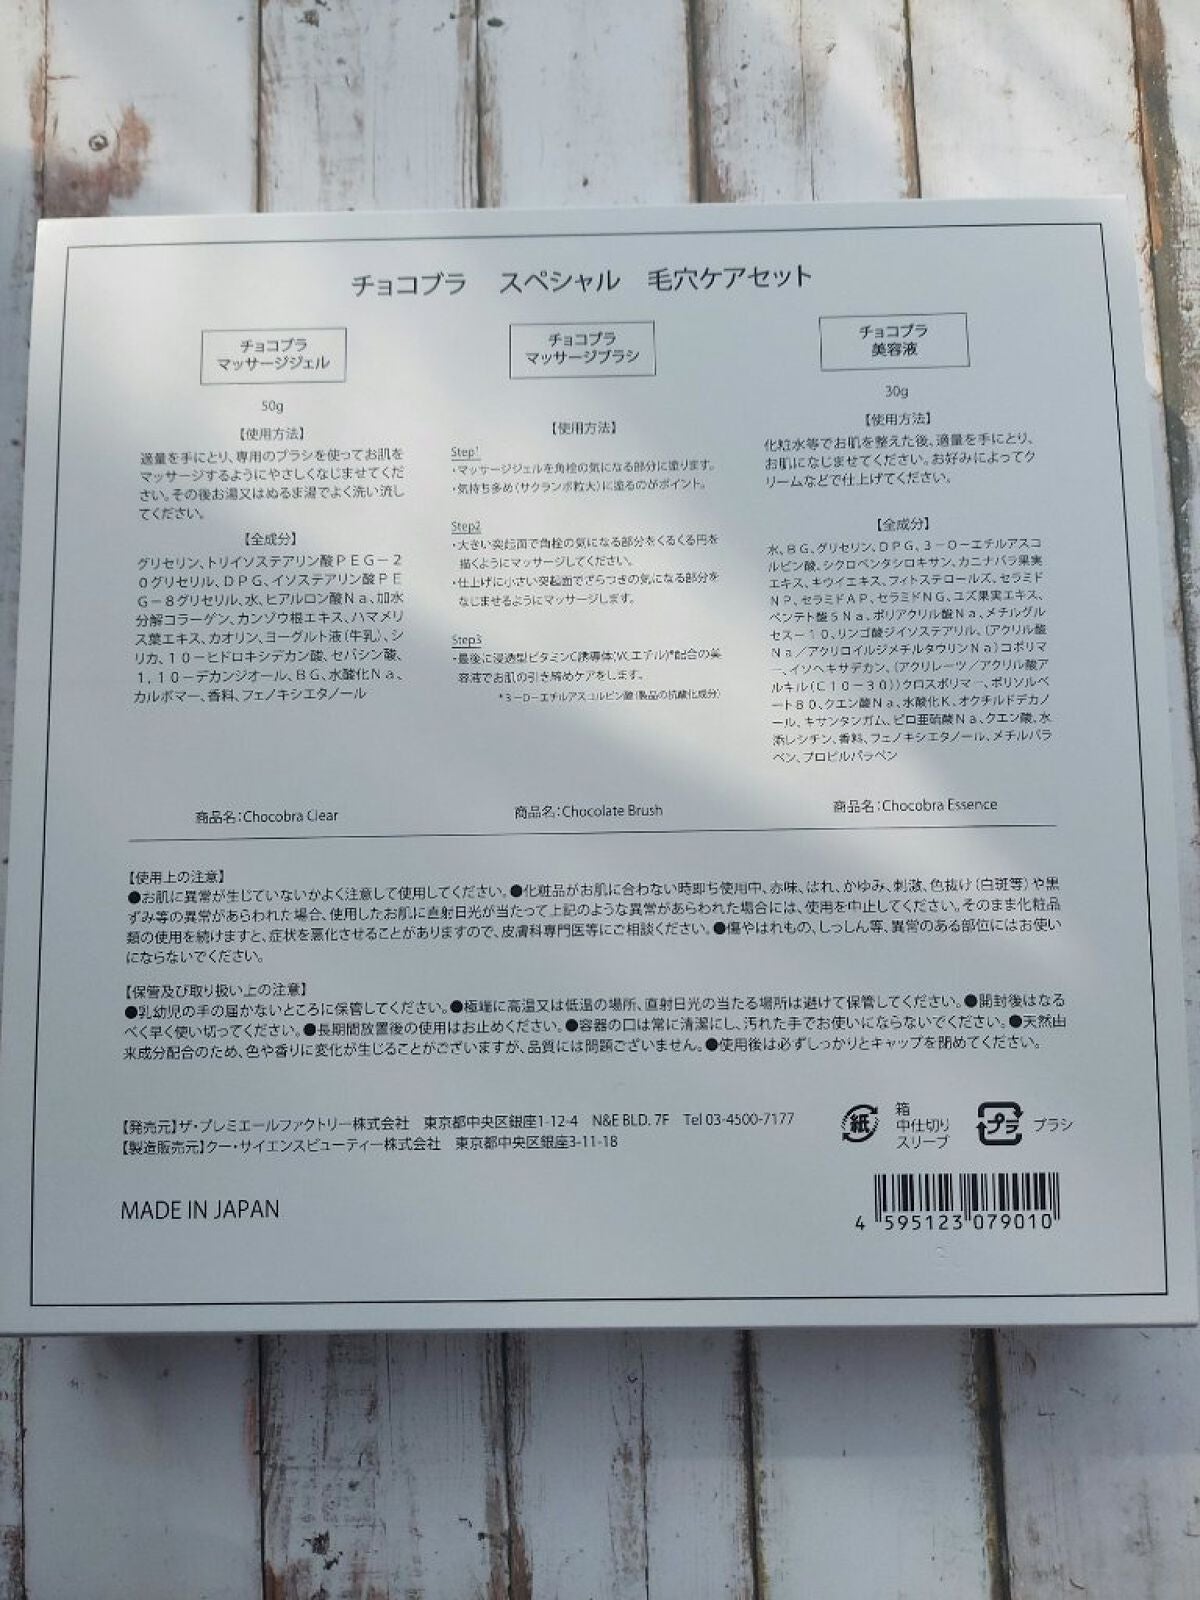 チョコブラ　スペシャル　毛穴ケアセット
チョコブラ
マッサージジェル
50g
【使用方法】
適量を手にとり、専用のブラシを使ってお肌を
マッサージするようにやさしくなじませてくだ
さい。その後お湯又はぬるま湯でよく洗い流し
てください。
【全成分】
グリセリン、トリイソステアリン酸ＰＥＧ－２
０グリセリル、ＤＰＧ、イソステアリン酸ＰＥ
Ｇ－８グリセリル、水、ヒアルロン酸Ｎａ、加水
分解コラーゲン、カンゾウ根エキス、ハマメリ
ス葉エキス、カオリン、ヨーグルト液（牛乳）、シ
リカ、１０－ヒドロキシデカン酸、セバシン酸、
１，１０－デカンジオール、ＢＧ、水酸化Ｎａ、
カルボマー、香料、フェノキシエタノール
商品名：Chocobra Clear
チョコブラ
マッサージブラシ
【使用方法】
Step1
・マッサージジェルを角栓の気になる部分に塗ります。
・気持ち多め（サクランボ粒大）に塗るのがポイント。
Step2
・大きい突起面で角栓の気になる部分をくるくる円を
描くようにマッサージしてください。
・仕上げに小さい突起面でざらつきの気になる部分を
なじませるようにマッサージします。
Step3
・最後に浸透型ビタミンC誘導体(VCエチル)*配合の美
容液でお肌の引き締めケアをします。
*３－Ｏ－エチルアスコルビン酸（製品の抗酸化成分）
商品名：Chocolate Brush
チョコブラ
美容液
30g
【使用方法】
化粧水等でお肌を整えた後、適量を手にとり、
お肌になじませてください。お好みによってク
リームなどで仕上げてください。
【全成分】
水、ＢＧ、グリセリン、ＤＰＧ、３－Ｏ－エチルアスコ
ルビン酸、シクロペンタシロキサン、カニナバラ果実
エキス、キウイエキス、フィトステロールズ、セラミド
ＮＰ、セラミドＡＰ、セラミドＮＧ、ユズ果実エキス、
ペンテト酸５Ｎａ、ポリアクリル酸Ｎａ、メチルグル
セス－１０、リンゴ酸ジイソステアリル、（アクリル酸
Ｎａ／アクリロイルジメチルタウリンＮａ）コポリマ
ー、イソヘキサデカン、（アクリレーツ／アクリル酸ア
ルキル（Ｃ１０－３０））クロスポリマー、ポリソルベ
ート８０、クエン酸Ｎａ、水酸化Ｋ、オクチルドデカノ
ール、キサンタンガム、ピロ亜硫酸Ｎａ、クエン酸、水
添レシチン、香料、フェノキシエタノール、メチルパラ
ベン、プロピルパラベン
商品名：Chocobra Essence
【使用上の注意】
●お肌に異常が生じていないかよく注意して使用してください。●化粧品がお肌に合わない時即ち使用中、赤味、はれ、かゆみ、刺激、色抜け（白斑等）や黒
ずみ等の異常があらわれた場合、使用したお肌に直射日光が当たって上記のような異常があらわれた場合には、使用を中止してください。そのまま化粧品
類の使用を続けますと、症状を悪化させることがありますので、皮膚科専門医等にご相談ください。●傷やはれもの、しっしん等、異常のある部位にはお使い
にならないでください。
【保管及び取り扱い上の注意】
●乳幼児の手の届かないところに保管してください。●極端に高温又は低温の場所、直射日光の当たる場所は避けて保管してください。●開封後はなる
べく早く使い切ってください。●長期間放置後の使用はお止めください。●容器の口は常に清潔にし、汚れた手でお使いにならないでください。●天然由
来成分配合のため、色や香りに変化が生じることがございますが、品質には問題ございません。●使用後は必ずしっかりとキャップを閉めてください。
【発売元】ザ・プレミエールファクトリー株式会社　東京都中央区銀座1-12-4　N&E BLD. 7F　Tel 03-4500-7177
【製造販売元】クー・サイエンスビューティー株式会社　東京都中央区銀座3-11-18
紙
箱
中仕切り
スリーブ
プラ
ブラシ
MADE IN JAPAN
4 595123 079010